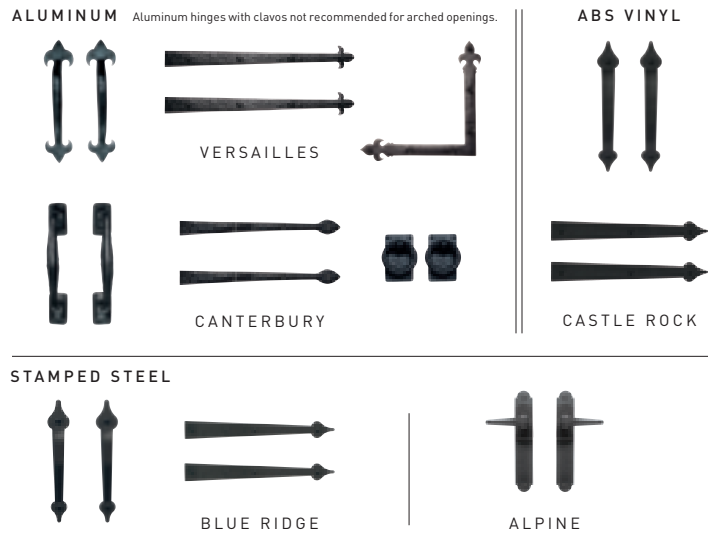 ALUMINUM Aluminum hinges with clavos not recommended for arched openings.
VERSAILLES
CANTERBURY
ABS VINYL
CASTLE ROCK
STAMPED STEEL
BLUE RIDGE
ALPINE